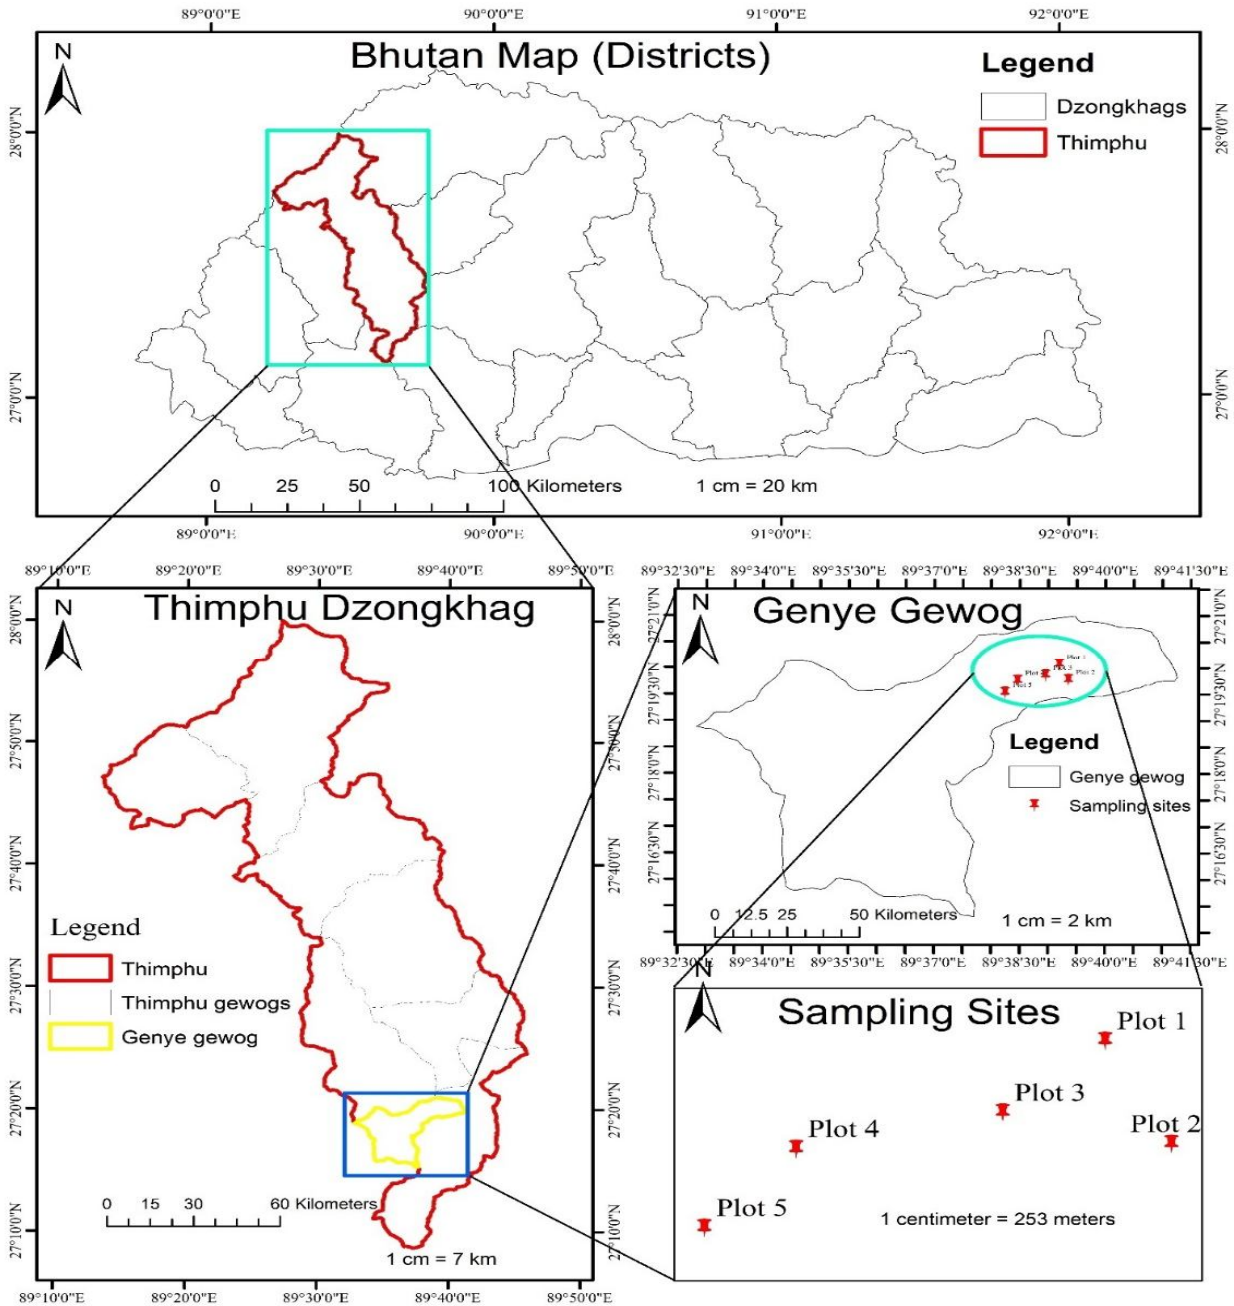 89°0'0"E 90°0'0"E 91°0'0"E 92°0'0"E
Bhutan Map (Districts)
N
Legend
Dzongkhags
Thimphu
28°0'0"N 28°0'0"N
27°0'0"N 27°0'0"N
0 25 50 100 Kilometers 1 cm = 20 km
89°0'0"E 90°0'0"E 91°0'0"E 92°0'0"E
89°10'0"E 89°20'0"E 89°30'0"E 89°40'0"E 89°50'0"E
Thimphu Dzongkhag
N
28°0'0"N 28°0'0"N
27°50'0"N 27°50'0"N
27°40'0"N 27°40'0"N
27°30'0"N 27°30'0"N
27°20'0"N 27°20'0"N
27°10'0"N 27°10'0"N
Legend
Thimphu
Thimphu gewogs
Genye gewog
0 15 30 60 Kilometers
1 cm = 7 km
89°10'0"E 89°20'0"E 89°30'0"E 89°40'0"E 89°50'0"E
89°32'30"E 89°34'0"E 89°35'30"E 89°37'0"E 89°38'30"E 89°40'0"E 89°41'30"E
Genye Gewog
N
27°21'0"N 27°21'0"N
27°19'30"N 27°19'30"N
27°18'0"N 27°18'0"N
27°16'30"N 27°16'30"N
Plot 1
Plot 3
Plot 2
Legend
Genye gewog
Sampling sites
0 12.5 25 50 Kilometers
1 cm = 2 km
89°32'30"E 89°34'0"E 89°35'30"E 89°37'0"E 89°38'30"E 89°40'0"E 89°41'30"E
N
Sampling Sites
Plot 1
Plot 3
Plot 2
Plot 4
Plot 5
1 centimeter = 253 meters